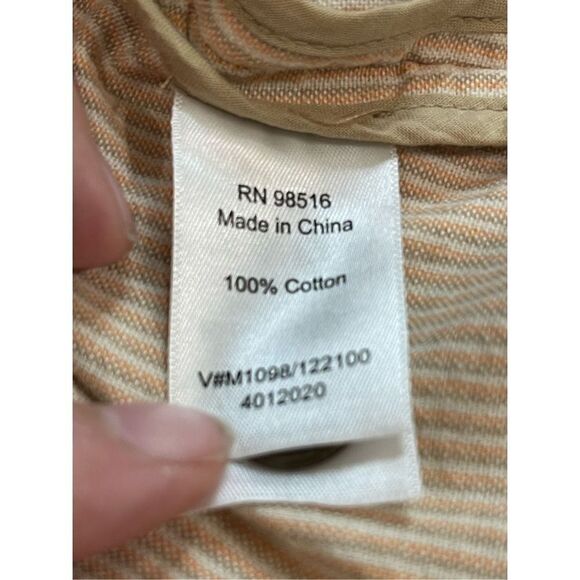 RN 98516
Made in China
100% Cotton
V#M1098/122100
4012020